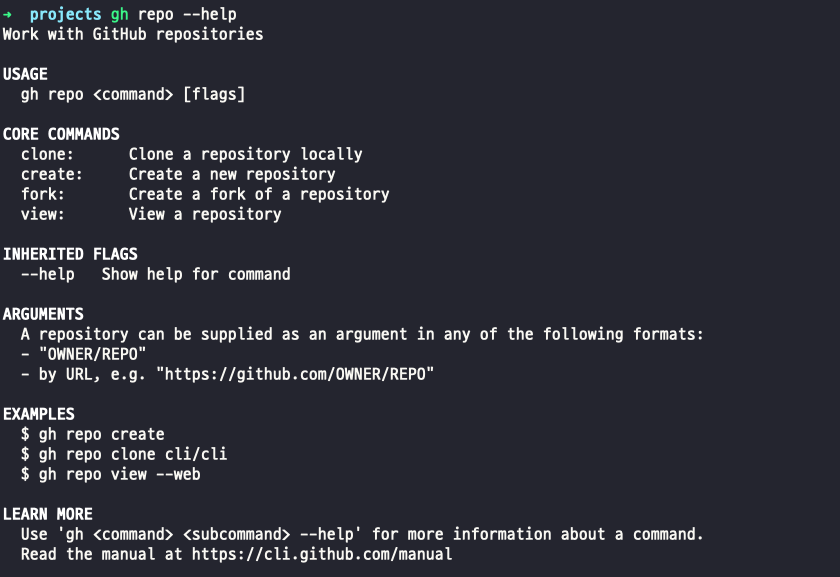 → projects gh repo --help
Work with GitHub repositories
USAGE
gh repo <command> [flags]
CORE COMMANDS
clone: Clone a repository locally
create: Create a new repository
fork: Create a fork of a repository
view: View a repository
INHERITED FLAGS
--help Show help for command
ARGUMENTS
A repository can be supplied as an argument in any of the following formats:
- "OWNER/REPO"
- by URL, e.g. "https://github.com/OWNER/REPO"
EXAMPLES
$ gh repo create
$ gh repo clone cli/cli
$ gh repo view --web
LEARN MORE
Use 'gh <command> <subcommand> --help' for more information about a command.
Read the manual at https://cli.github.com/manual